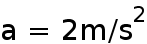 a = 2m/s²